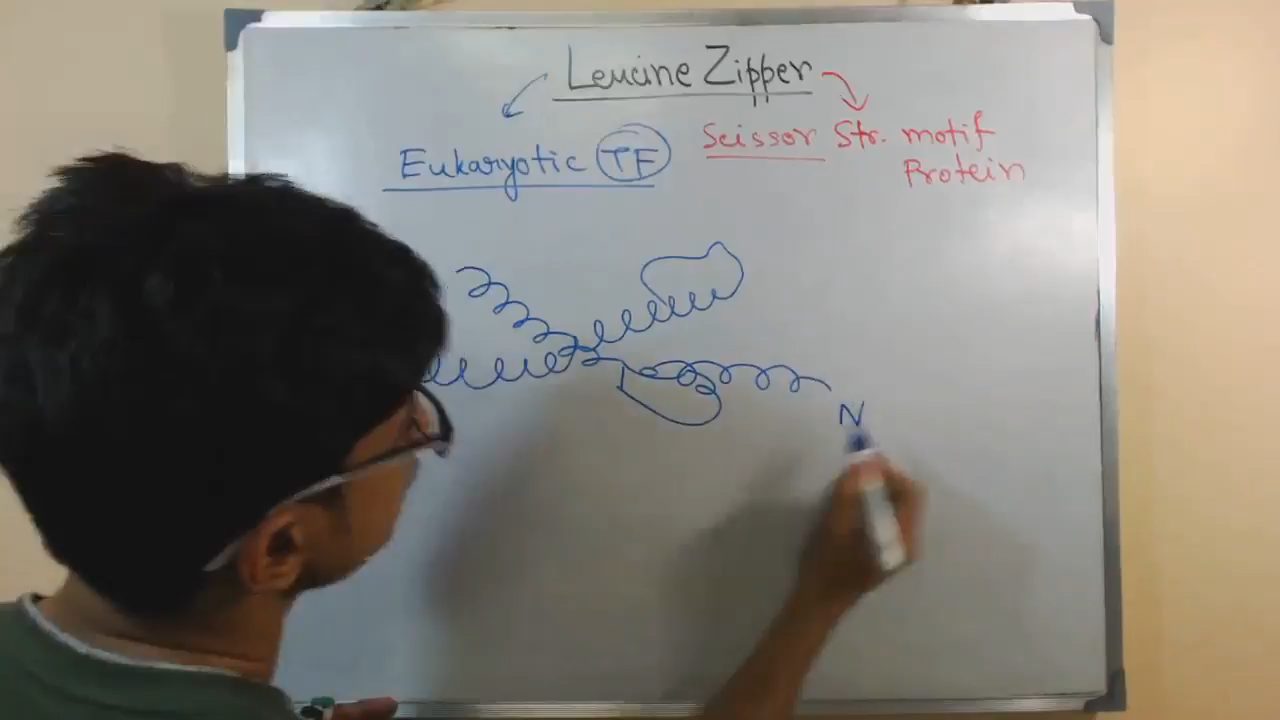 Leucine Zipper
Eukaryotic TF
Scissor Str. motif
Protein
N